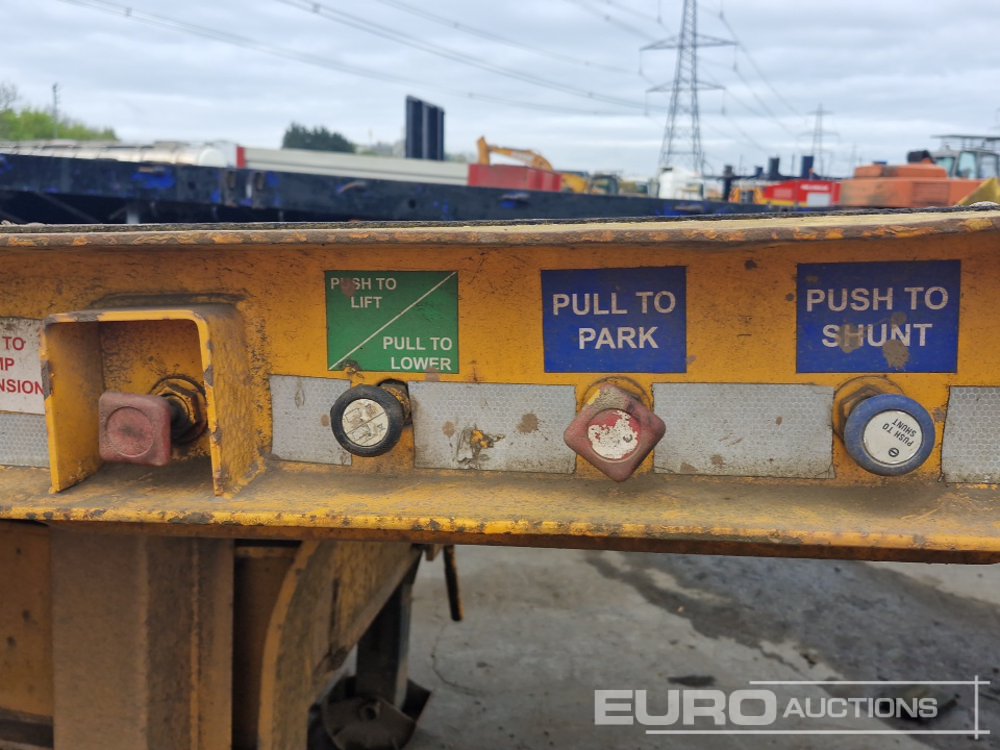 TO
MP
ENSION
PUSH TO
LIFT
PULL TO
LOWER
PULL TO
PARK
PUSH TO
SHUNT
PUSH TO
SHUNT
EURO AUCTIONS